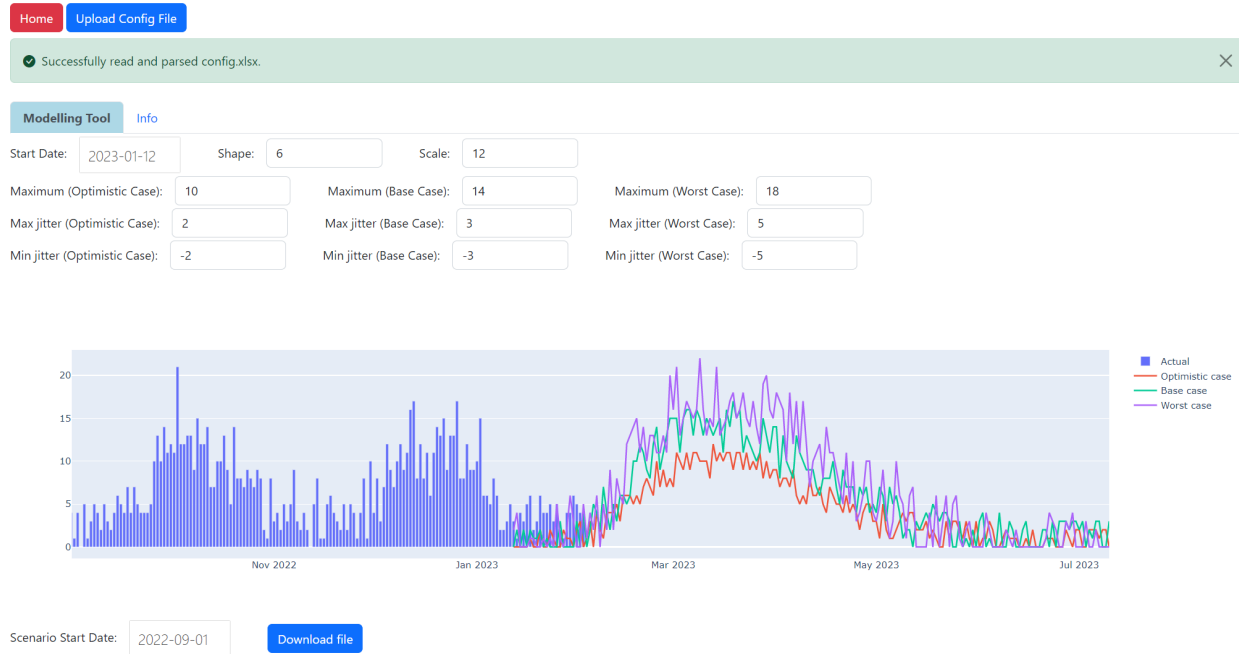 Home Upload Config File
Successfully read and parsed config.xlsx.
Modelling Tool Info
Start Date: 2023-01-12 Shape: 6 Scale: 12
Maximum (Optimistic Case): 10 Maximum (Base Case): 14 Maximum (Worst Case): 18
Max jitter (Optimistic Case): 2 Max jitter (Base Case): 3 Max jitter (Worst Case): 5
Min jitter (Optimistic Case): -2 Min jitter (Base Case): -3 Min jitter (Worst Case): -5
Actual
20
Optimistic case
Base case
Worst case
15
10
5
0
Nov 2022 Jan 2023 Mar 2023 May 2023 Jul 2023
Scenario Start Date: 2022-09-01 Download file